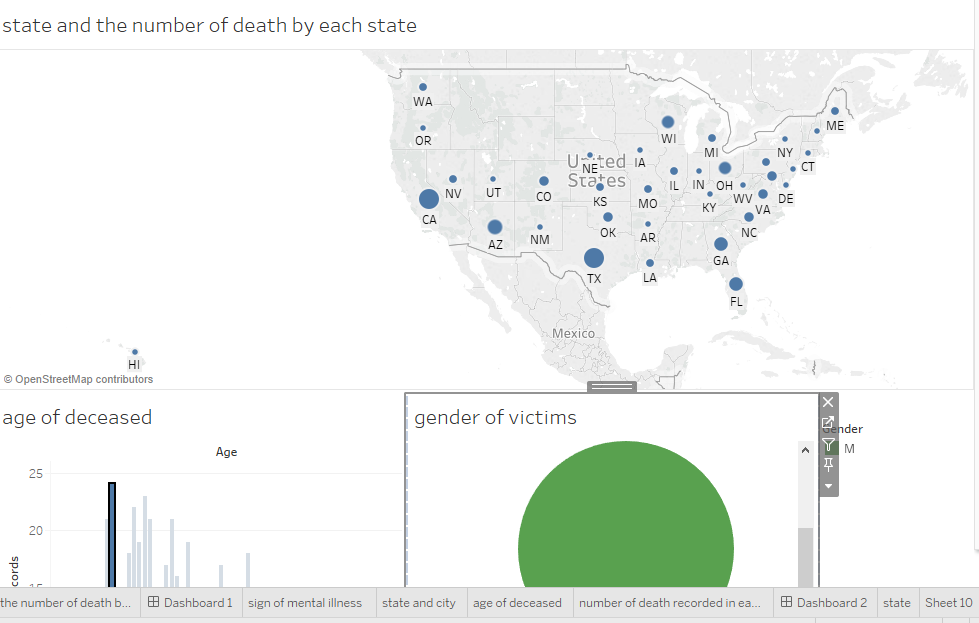 state and the number of death by each state
WA
OR
ME
WI
MI
NY
CT
IA
United
NE
States
NV
UT
CO
KS
MO
IL
IN
OH
WV
DE
KY
VA
CA
AZ
NM
OK
AR
NC
TX
LA
GA
FL
Mexico
HI
© OpenStreetMap contributors
age of deceased
gender of victims
ender
M
Age
25
20
15
cords
the number of death b...
Dashboard 1
sign of mental illness
state and city
age of deceased
number of death recorded in ea...
Dashboard 2
state
Sheet 10